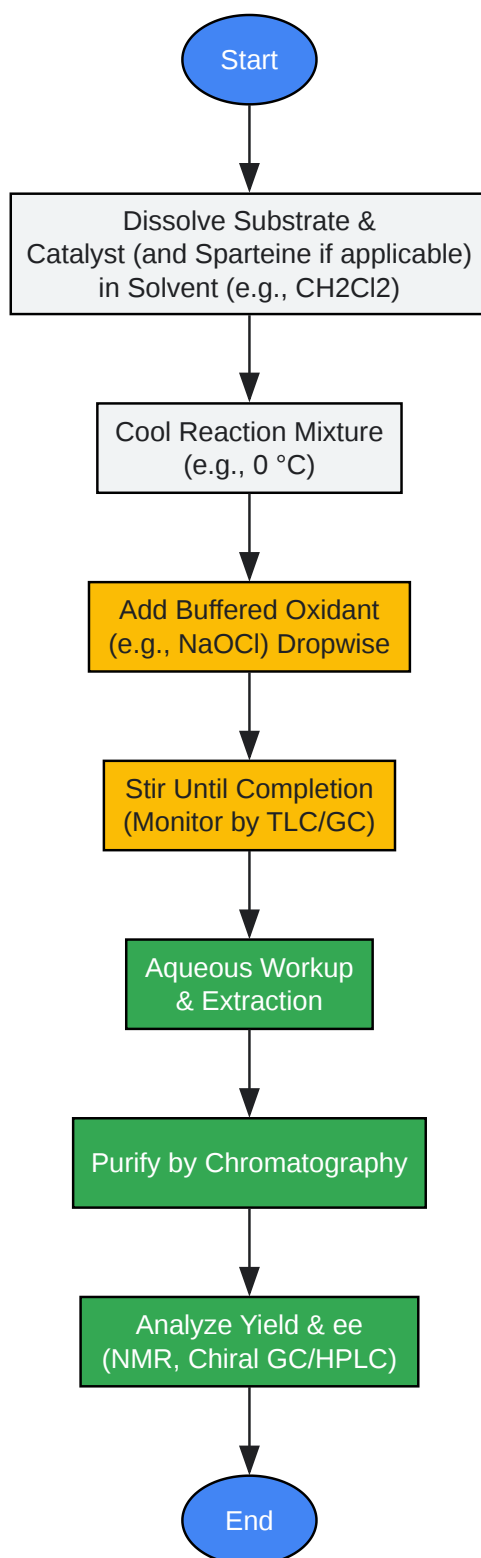 Start
Dissolve Substrate &
Catalyst (and Sparteine if applicable)
in Solvent (e.g., CH2Cl2)
Cool Reaction Mixture
(e.g., 0 °C)
Add Buffered Oxidant
(e.g., NaOCl) Dropwise
Stir Until Completion
(Monitor by TLC/GC)
Aqueous Workup
& Extraction
Purify by Chromatography
Analyze Yield & ee
(NMR, Chiral GC/HPLC)
End